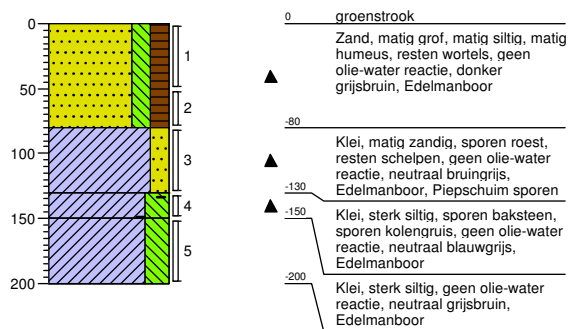 0
50
100
150
200
1
2
3
4
5
0 groenstrook
Zand, matig grof, matig siltig, matig
humeus, resten wortels, geen
olie-water reactie, donker
grijsbruin, Edelmanboor
-80
Klei, matig zandig, sporen roest,
resten schelpen, geen olie-water
reactie, neutraal bruingrijs,
Edelmanboor, Piepschuim sporen
-130
Klei, sterk siltig, sporen baksteen,
sporen kolengruis, geen olie-water
reactie, neutraal blauwgrijs,
Edelmanboor
-150
Klei, sterk siltig, geen olie-water
reactie, neutraal grijsbruin,
Edelmanboor
-200